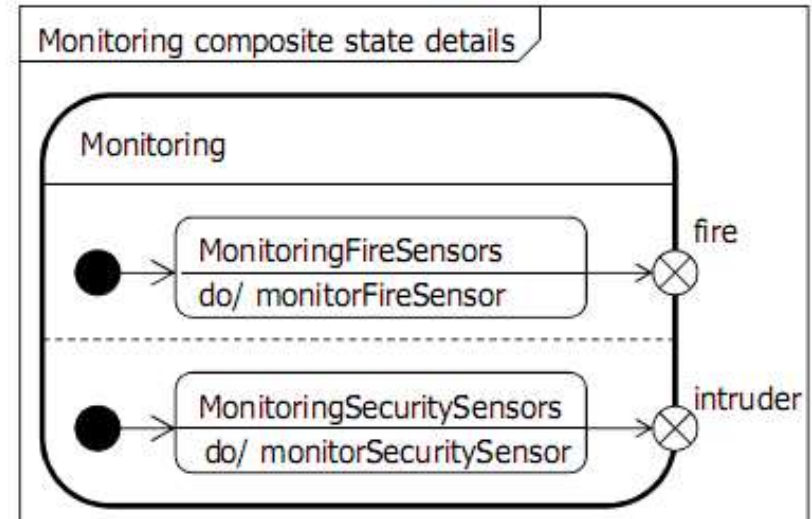 Monitoring composite state details
Monitoring
MonitoringFireSensors
do/ monitorFireSensor
fire
MonitoringSecuritySensors
do/ monitorSecuritySensor
intruder